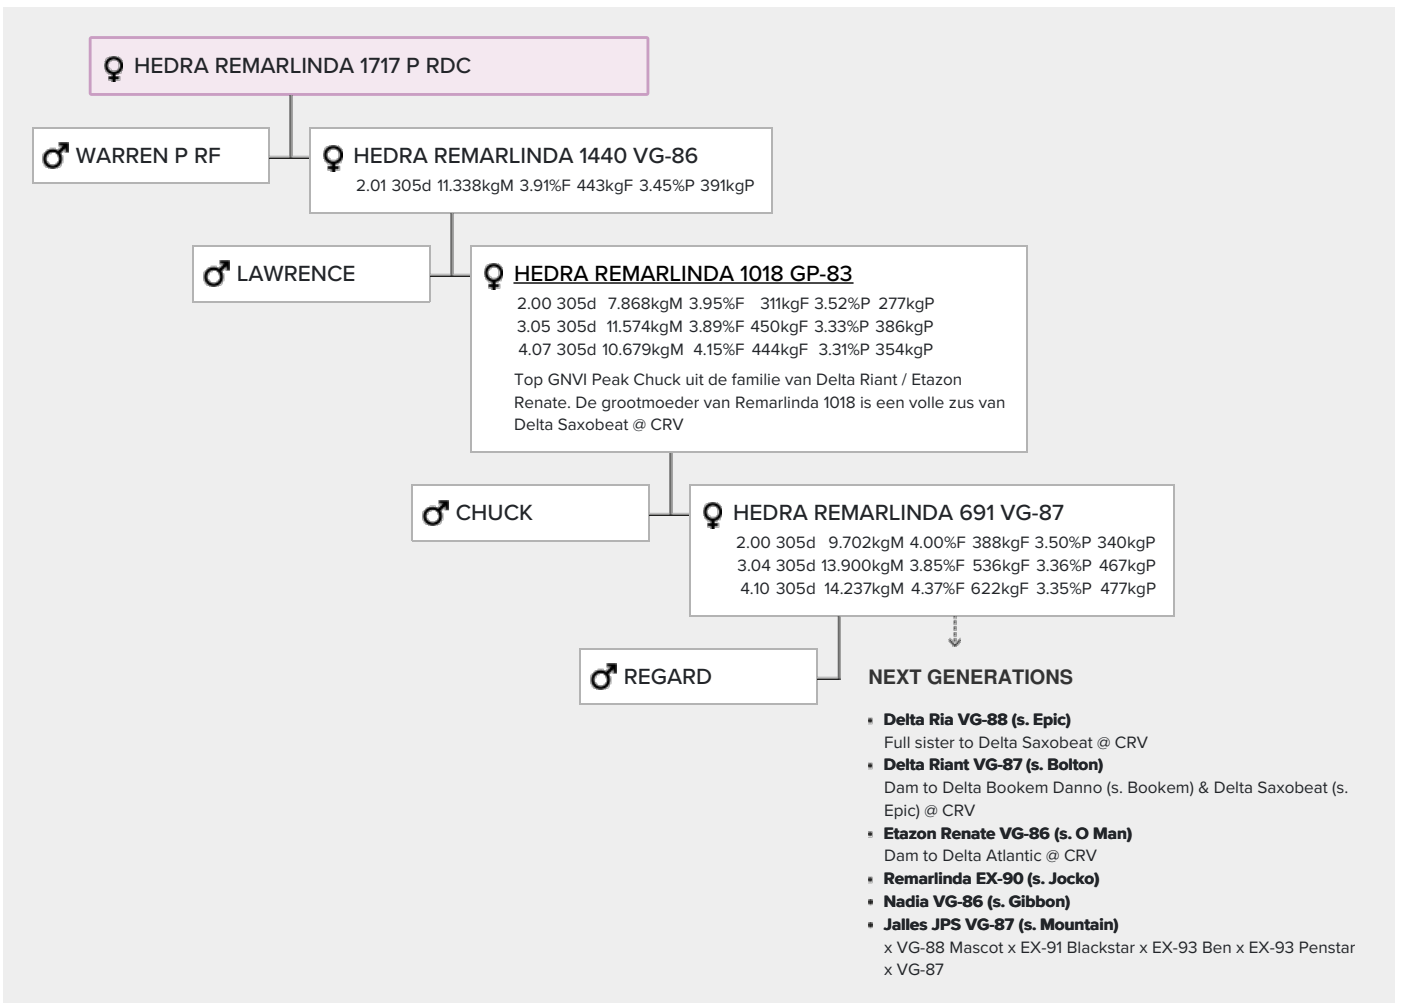 HEDRA REMARLINDA 1717 P RDC
WARREN P RF
HEDRA REMARLINDA 1440 VG-86
2.01 305d 11.338kgM 3.91%F 443kgF 3.45%P 391kgP
LAWRENCE
HEDRA REMARLINDA 1018 GP-83
2.00 305d 7.868kgM 3.95%F 311kgF 3.52%P 277kgP
3.05 305d 11.574kgM 3.89%F 450kgF 3.33%P 386kgP
4.07 305d 10.679kgM 4.15%F 444kgF 3.31%P 354kgP
Top GNVI Peak Chuck uit de familie van Delta Riant / Etazon
Renate. De grootmoeder van Remarlinda 1018 is een volle zus van
Delta Saxobeat @ CRV
CHUCK
HEDRA REMARLINDA 691 VG-87
2.00 305d 9.702kgM 4.00%F 388kgF 3.50%P 340kgP
3.04 305d 13.900kgM 3.85%F 536kgF 3.36%P 467kgP
4.10 305d 14.237kgM 4.37%F 622kgF 3.35%P 477kgP
REGARD
NEXT GENERATIONS
Delta Ria VG-88 (s. Epic)
Full sister to Delta Saxobeat @ CRV
Delta Riant VG-87 (s. Bolton)
Dam to Delta Bookem Danno (s. Bookem) & Delta Saxobeat (s.
Epic) @ CRV
Etazon Renate VG-86 (s. O Man)
Dam to Delta Atlantic @ CRV
Remarlinda EX-90 (s. Jocko)
Nadia VG-86 (s. Gibbon)
Jalles JPS VG-87 (s. Mountain)
x VG-88 Mascot x EX-91 Blackstar x EX-93 Ben x EX-93 Penstar
x VG-87